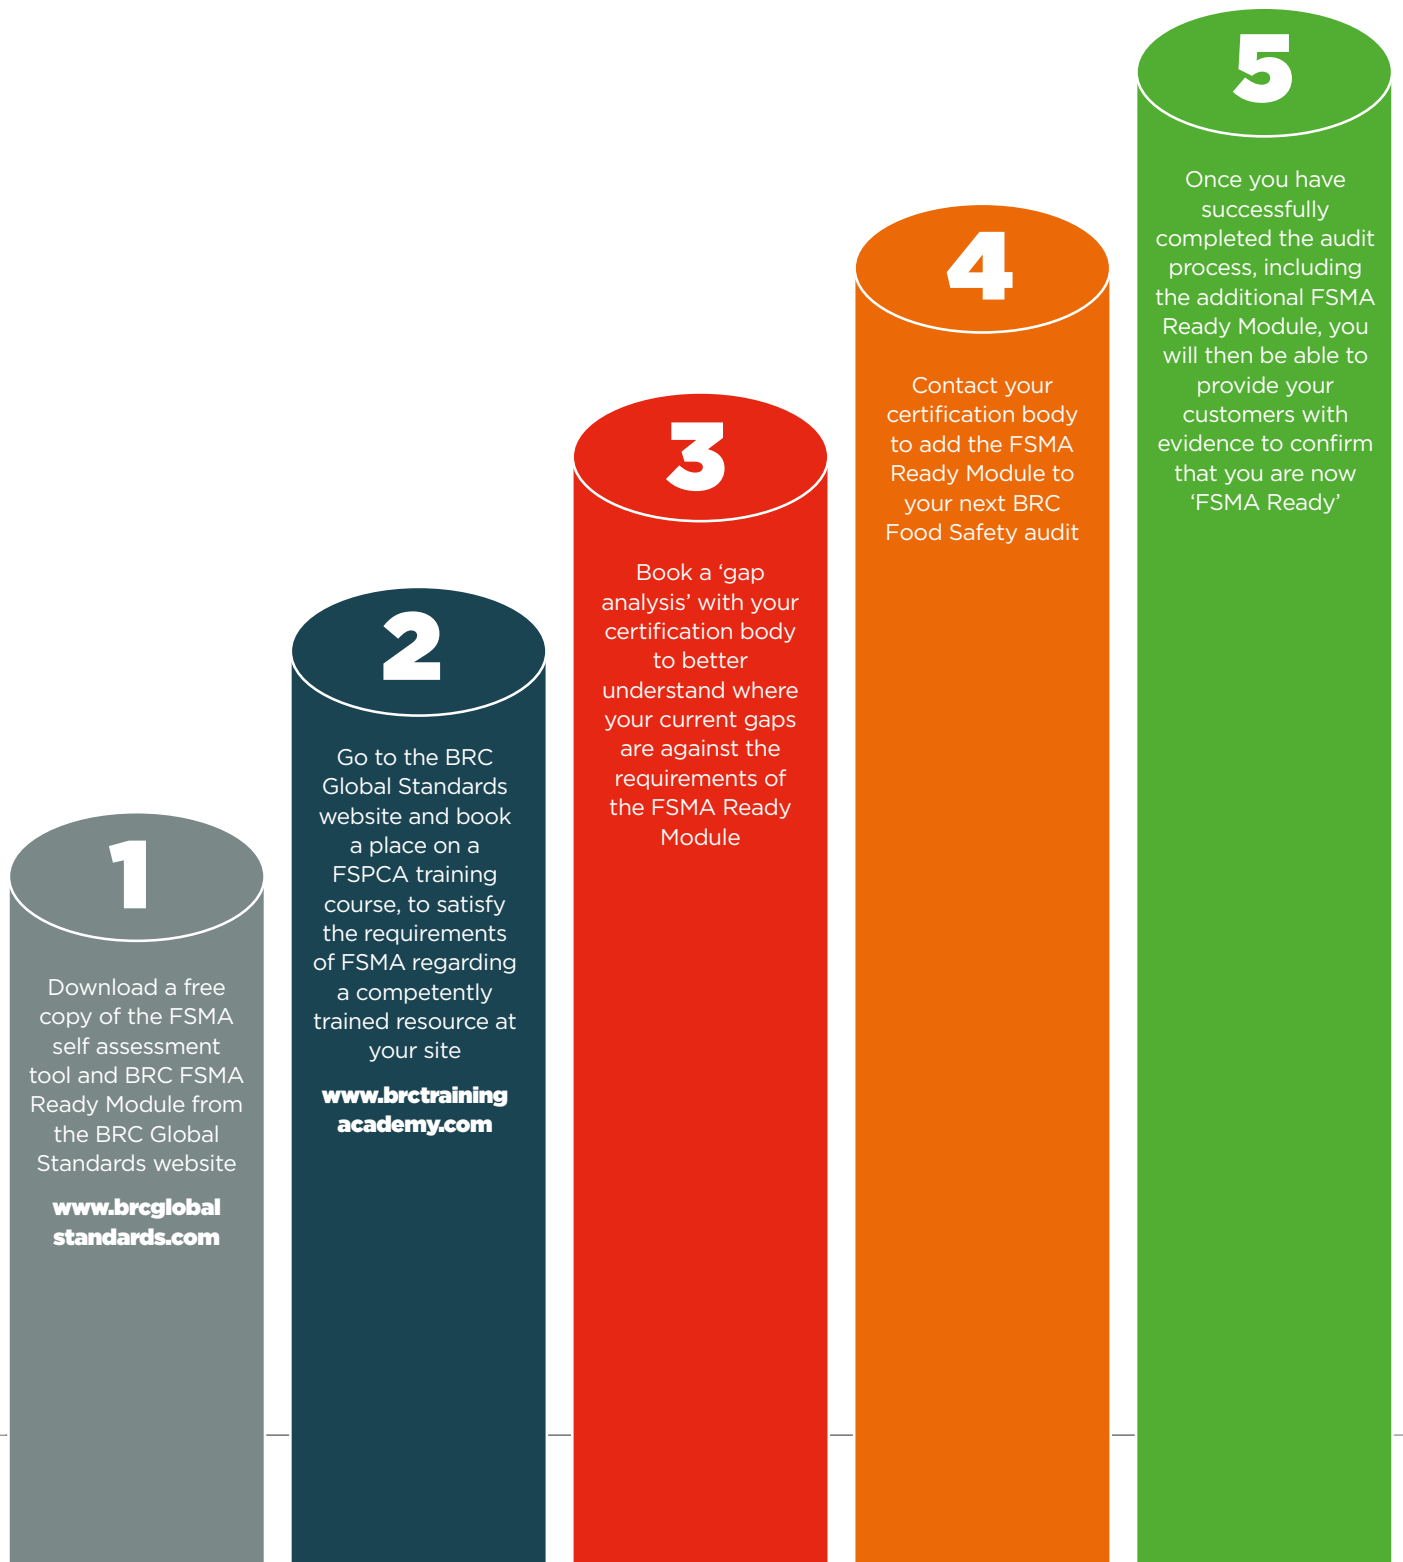 1
Download a free
copy of the FSMA
self assessment
tool and BRC FSMA
Ready Module from
the BRC Global
Standards website
www.brcglobal
standards.com
2
Go to the BRC
Global Standards
website and book
a place on a
FSPCA training
course, to satisfy
the requirements
of FSMA regarding
a competently
trained resource at
your site
www.brctraining
academy.com
3
Book a ‘gap
analysis’ with your
certification body
to better
understand where
your current gaps
are against the
requirements of
the FSMA Ready
Module
4
Contact your
certification body
to add the FSMA
Ready Module to
your next BRC
Food Safety audit
5
Once you have
successfully
completed the audit
process, including
the additional FSMA
Ready Module, you
will then be able to
provide your
customers with
evidence to confirm
that you are now
‘FSMA Ready’